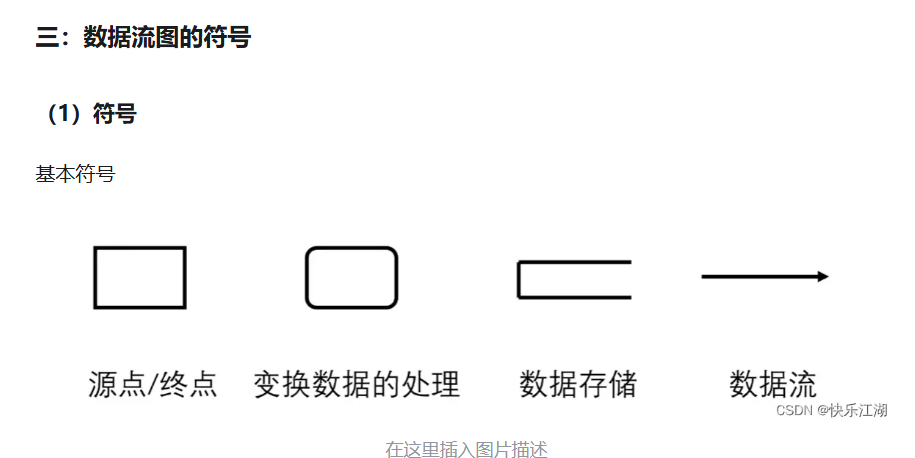 三：数据流图的符号
（1）符号
基本符号
源点/终点 变换数据的处理 数据存储 数据流
CSDN @快乐江湖
在这里插入图片描述